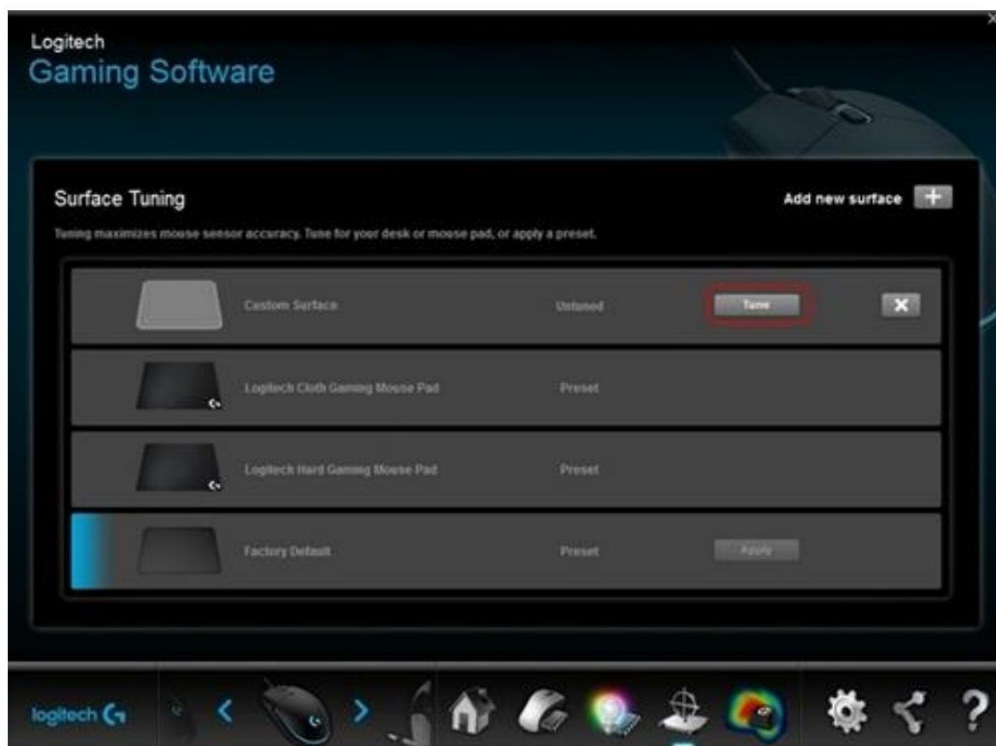 Logitech
Gaming Software
Surface Tuning
Add new surface
Tuning maximizes mouse sensor accuracy. Tune for your desk or mouse pad, or apply a preset.
Custom Surface Untuned Tune
Logitech Cloth Gaming Mouse Pad Preset
Logitech Hard Gaming Mouse Pad Preset
Factory Default Preset Apply
logitech G